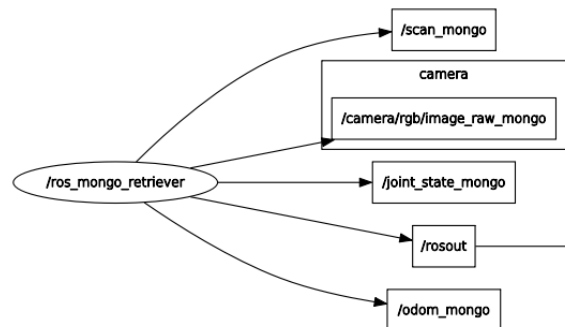 /scan_mongo
camera
/camera/rgb/image_raw_mongo
/ros_mongo_retriever
/joint_state_mongo
/rosout
/odom_mongo